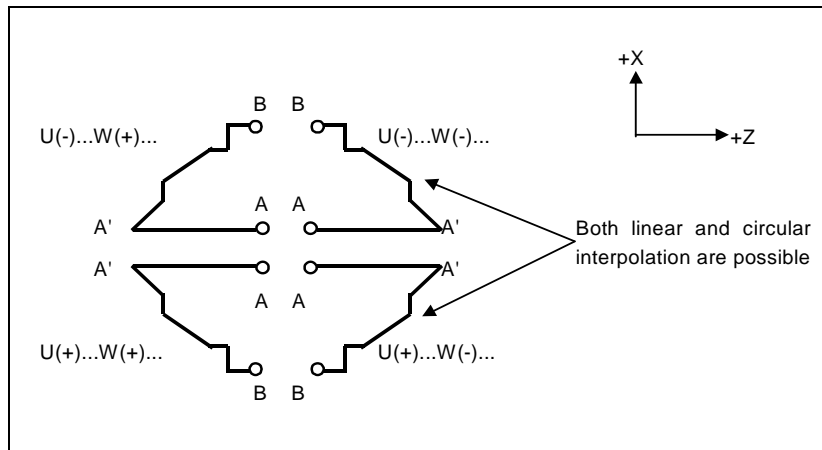 +X
B B
U(-)...W(+)... U(-)...W(-)...
+Z
A A
A' A'
Both linear and circular
interpolation are possible
A' A'
A A
U(+)...W(+)... U(+)...W(-)...
B B